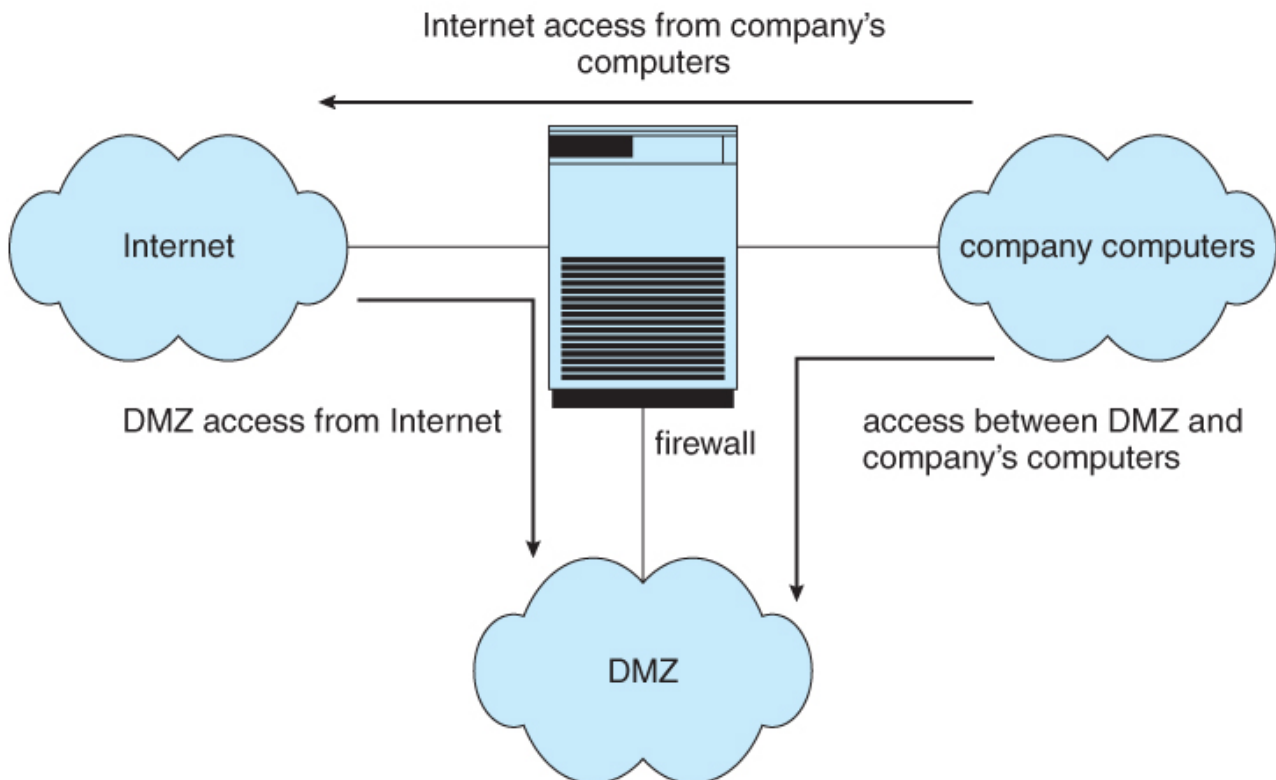 Internet access from company's
computers
Internet
company computers
DMZ access from Internet
firewall
access between DMZ and
company's computers
DMZ